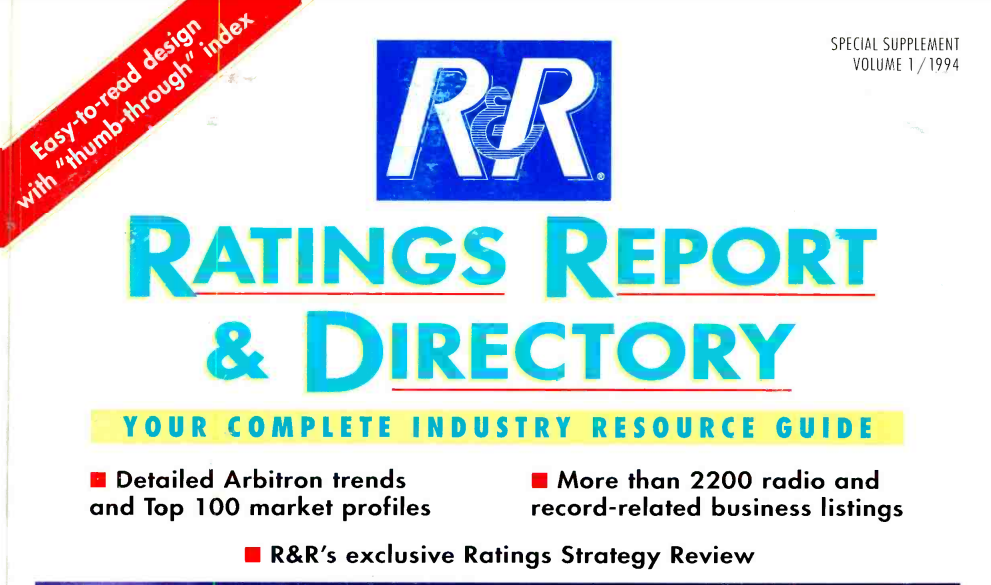 Easy-to-read design
with "thumb-through" index
SPECIAL SUPPLEMENT
VOLUME 1/1994
R&R®
RATINGS REPORT
& DIRECTORY
YOUR COMPLETE INDUSTRY RESOURCE GUIDE
■ Detailed Arbitron trends
and Top 100 market profiles
■ More than 2200 radio and
record-related business listings
■ R&R's exclusive Ratings Strategy Review